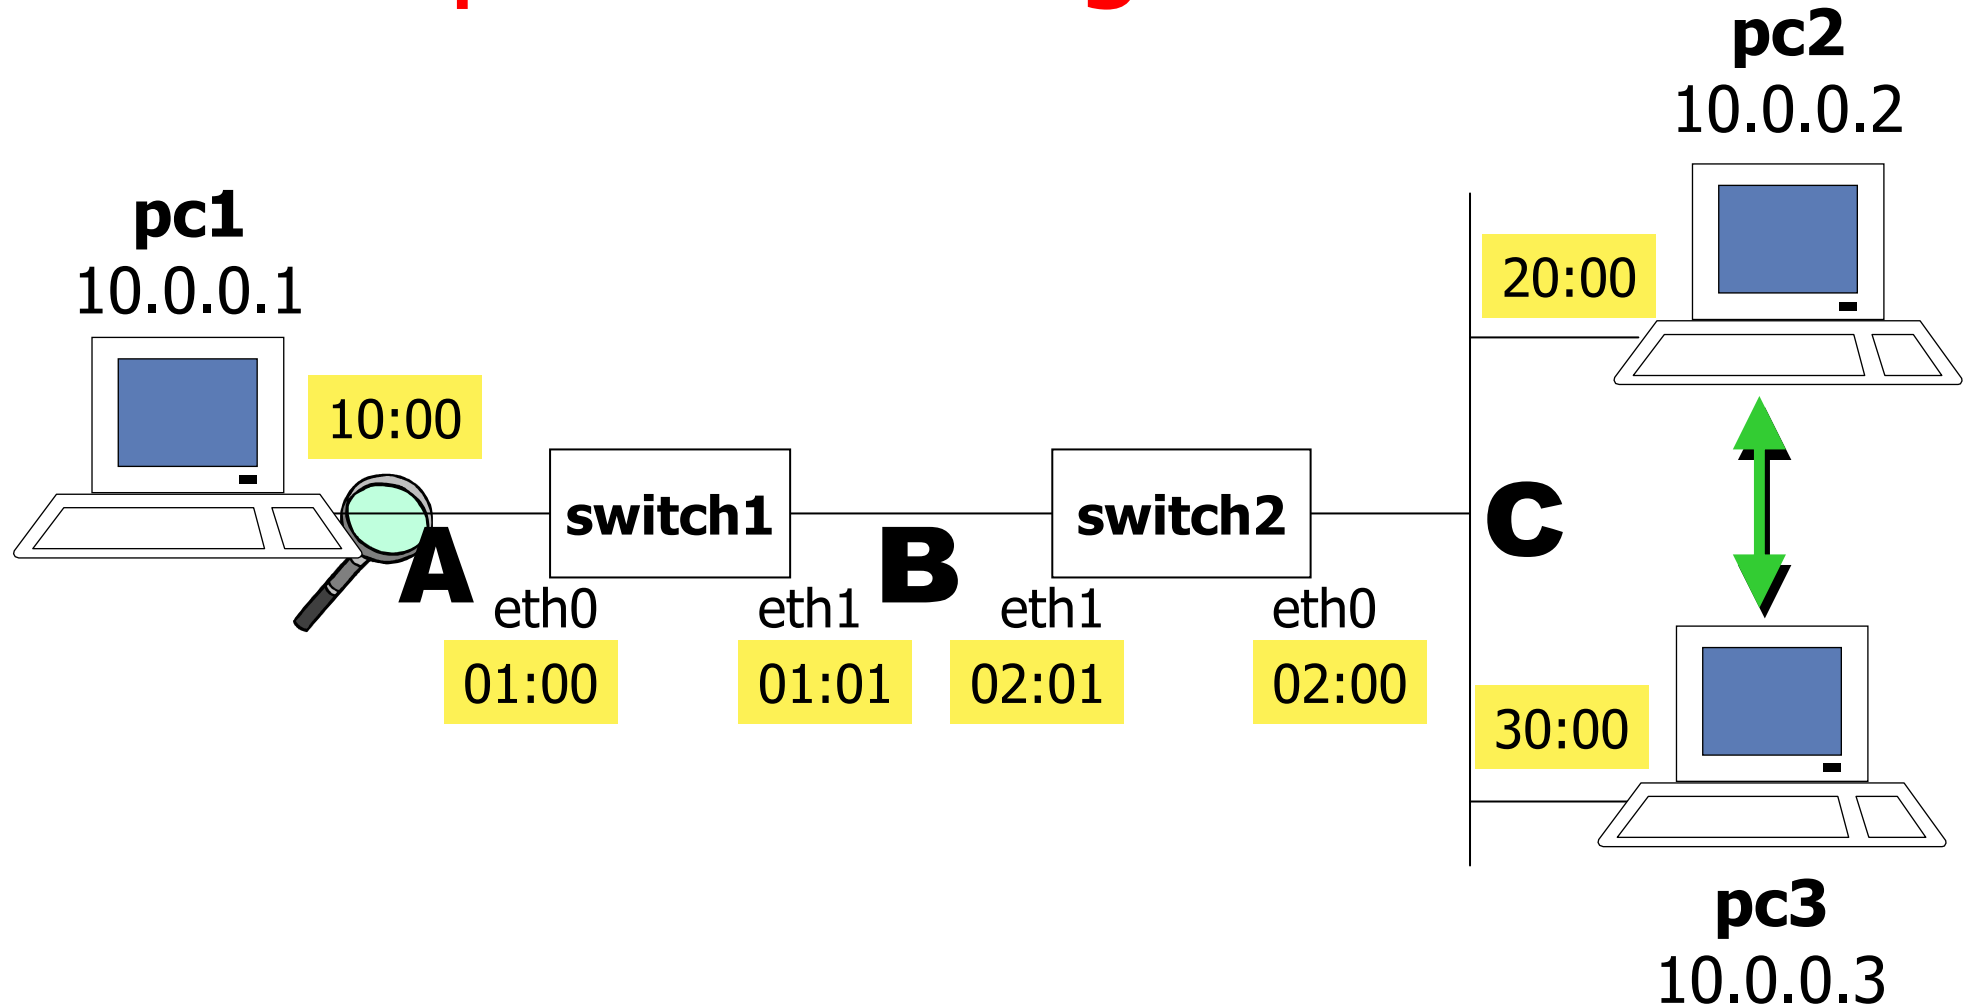 pc2
10.0.0.2
pc1
10.0.0.1
20:00
10:00
switch1
switch2
A
B
C
eth0
eth1
eth1
eth0
01:00
01:01
02:01
02:00
30:00
pc3
10.0.0.3